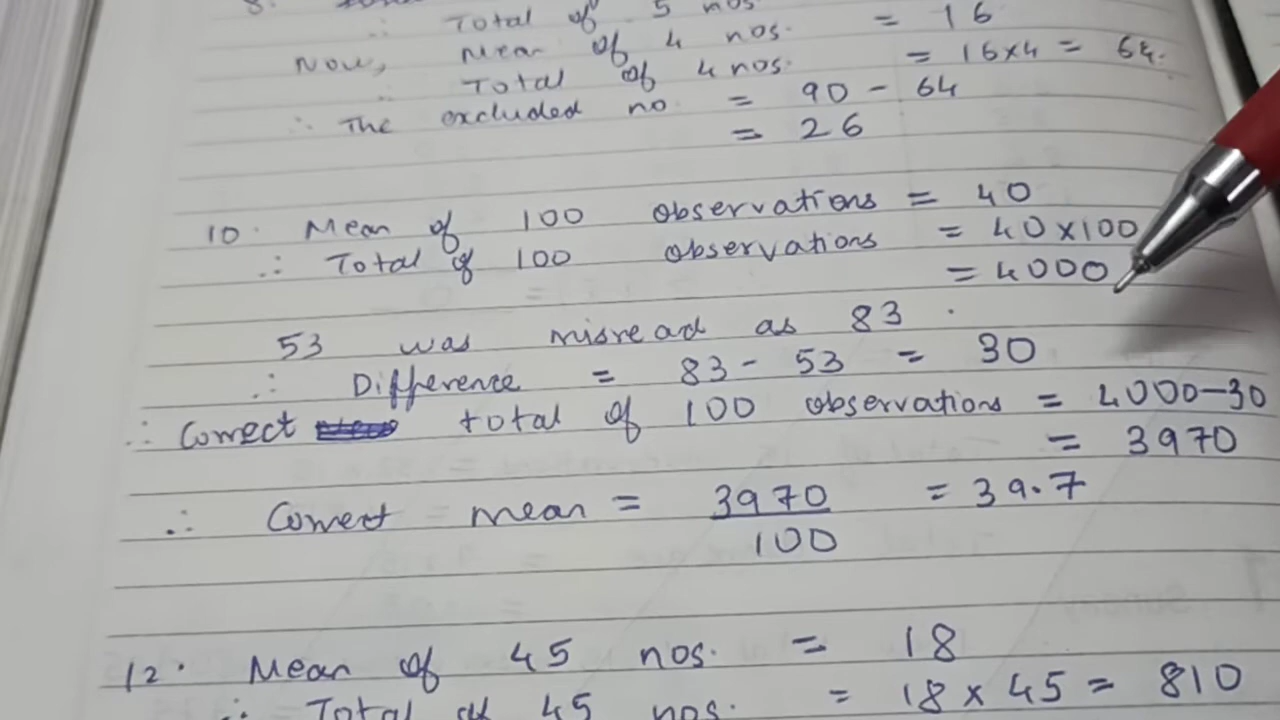 8.
∴ Total of 5 nos
Now, Mean of 4 nos. = 16
∴ Total of 4 nos. = 16×4 = 64.
∴ The excluded no. = 90 - 64
= 26
10. Mean of 100 observations = 40
∴ Total of 100 observations = 40×100
= 4000
53 was misread as 83.
∴ Difference = 83 - 53 = 30
∴ Correct total of 100 observations = 4000-30
= 3970
∴ Correct mean = 3970/100 = 39.7
12. Mean of 45 nos. = 18
∴ Total of 45 nos. = 18 × 45 = 810